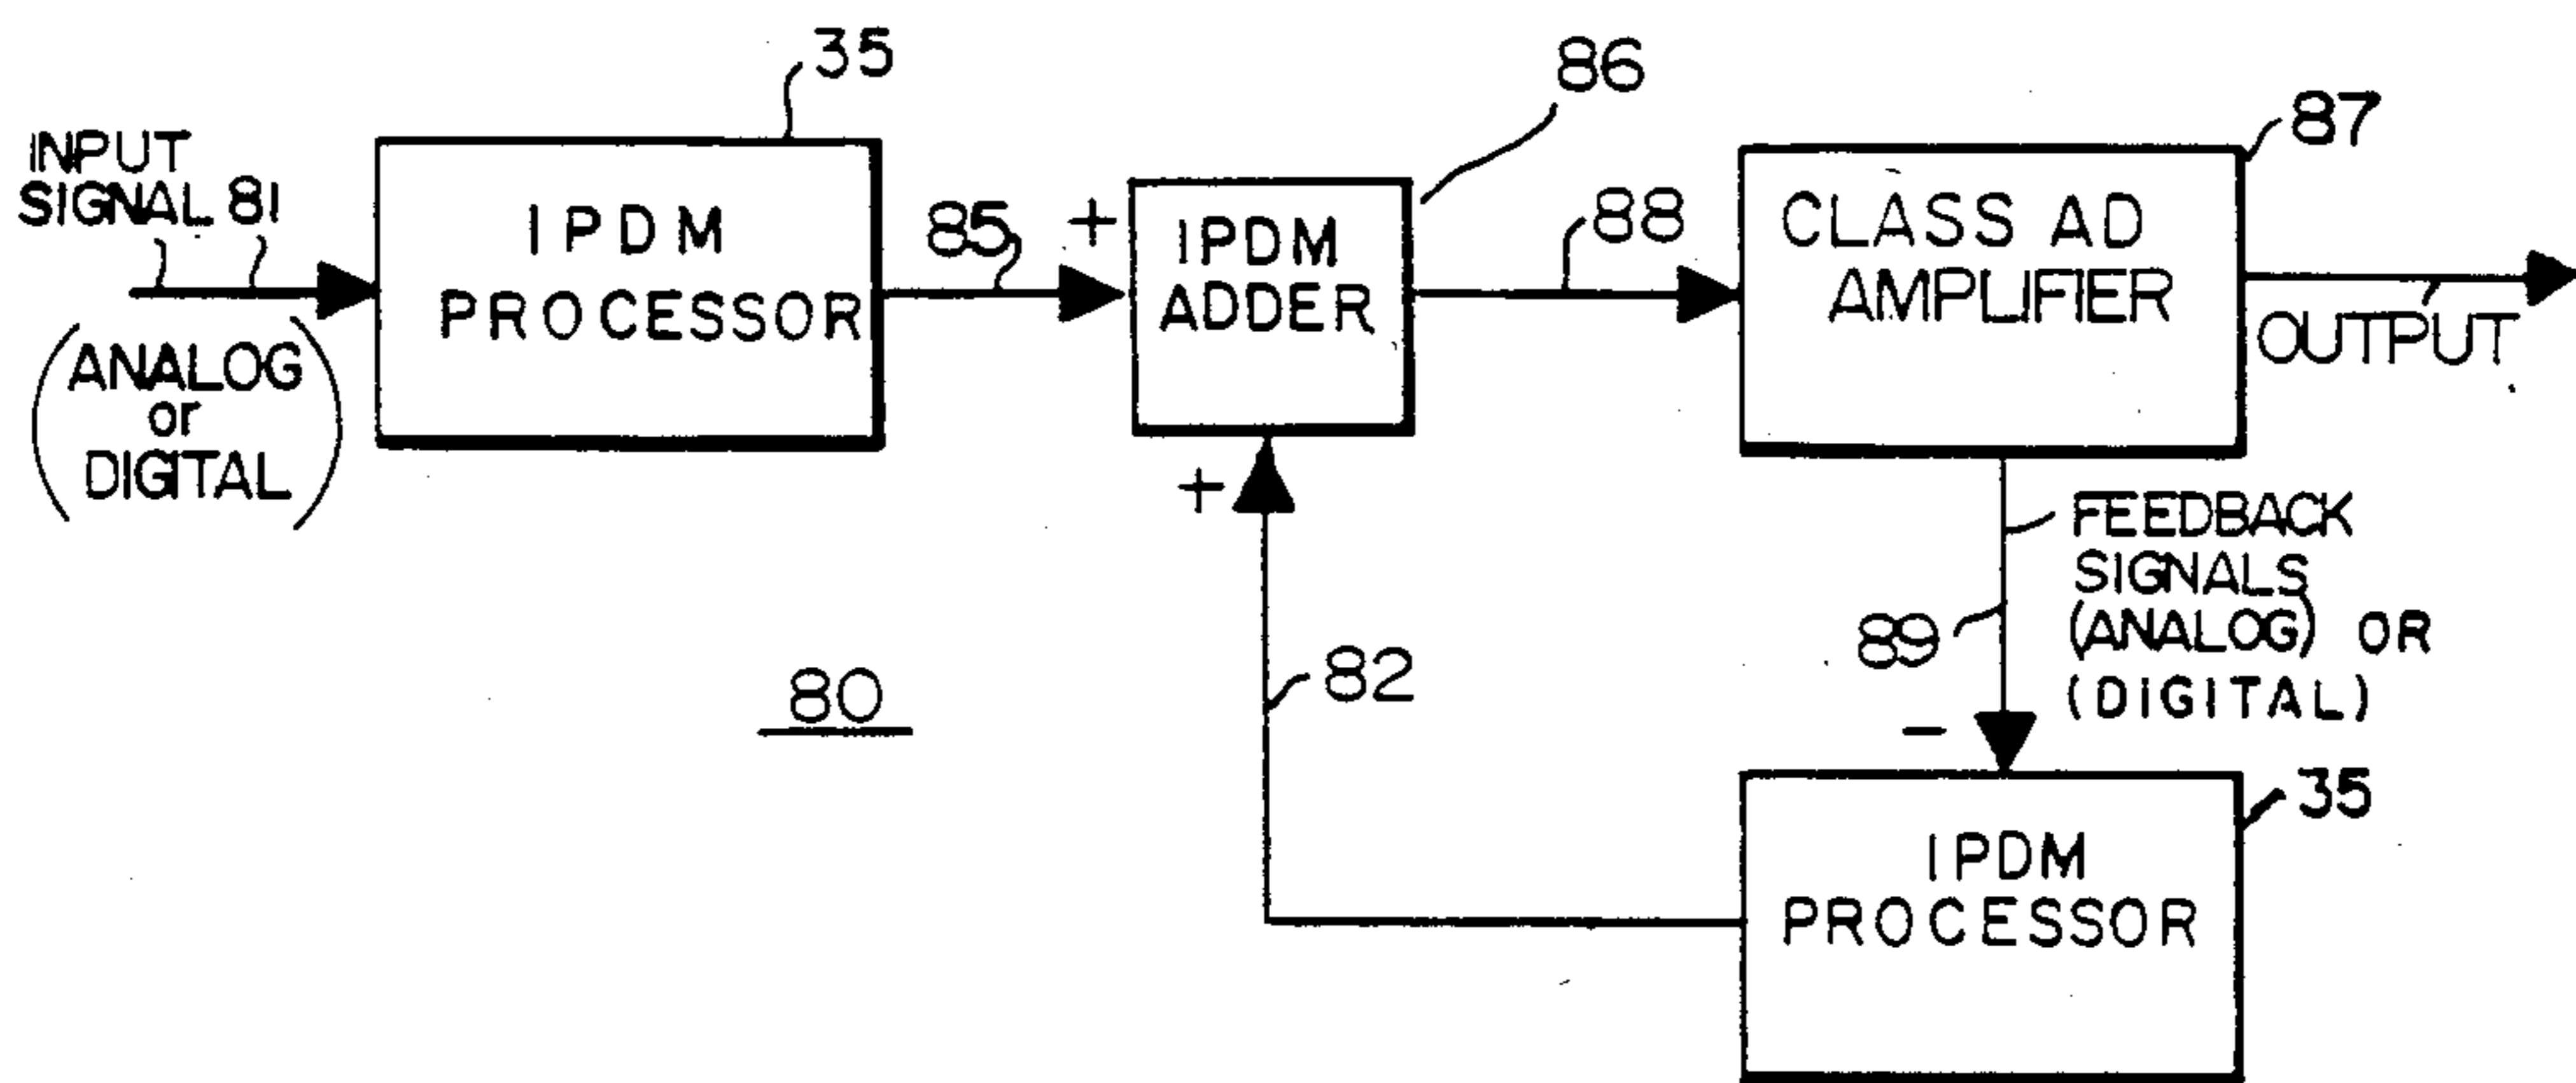 35
INPUT
SIGNAL 81
(ANALOG
or
DIGITAL)
IPDM
PROCESSOR
85
+
86
IPDM
ADDER
+
88
87
CLASS AD
AMPLIFIER
OUTPUT
FEEDBACK
SIGNALS
(ANALOG) OR
(DIGITAL)
89
-
82
80
35
IPDM
PROCESSOR